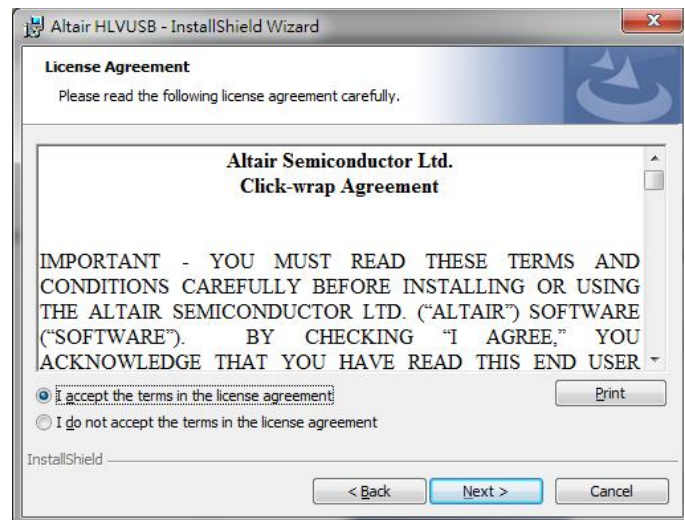 Altair HLVUSB - InstallShield Wizard
License Agreement
Please read the following license agreement carefully.
Altair Semiconductor Ltd.
Click-wrap Agreement
IMPORTANT - YOU MUST READ THESE TERMS AND
CONDITIONS CAREFULLY BEFORE INSTALLING OR USING
THE ALTAIR SEMICONDUCTOR LTD. (“ALTAIR”) SOFTWARE
(“SOFTWARE”). BY CHECKING “I AGREE,” YOU
ACKNOWLEDGE THAT YOU HAVE READ THIS END USER
I accept the terms in the license agreement
Print
I do not accept the terms in the license agreement
InstallShield
< Back Next > Cancel